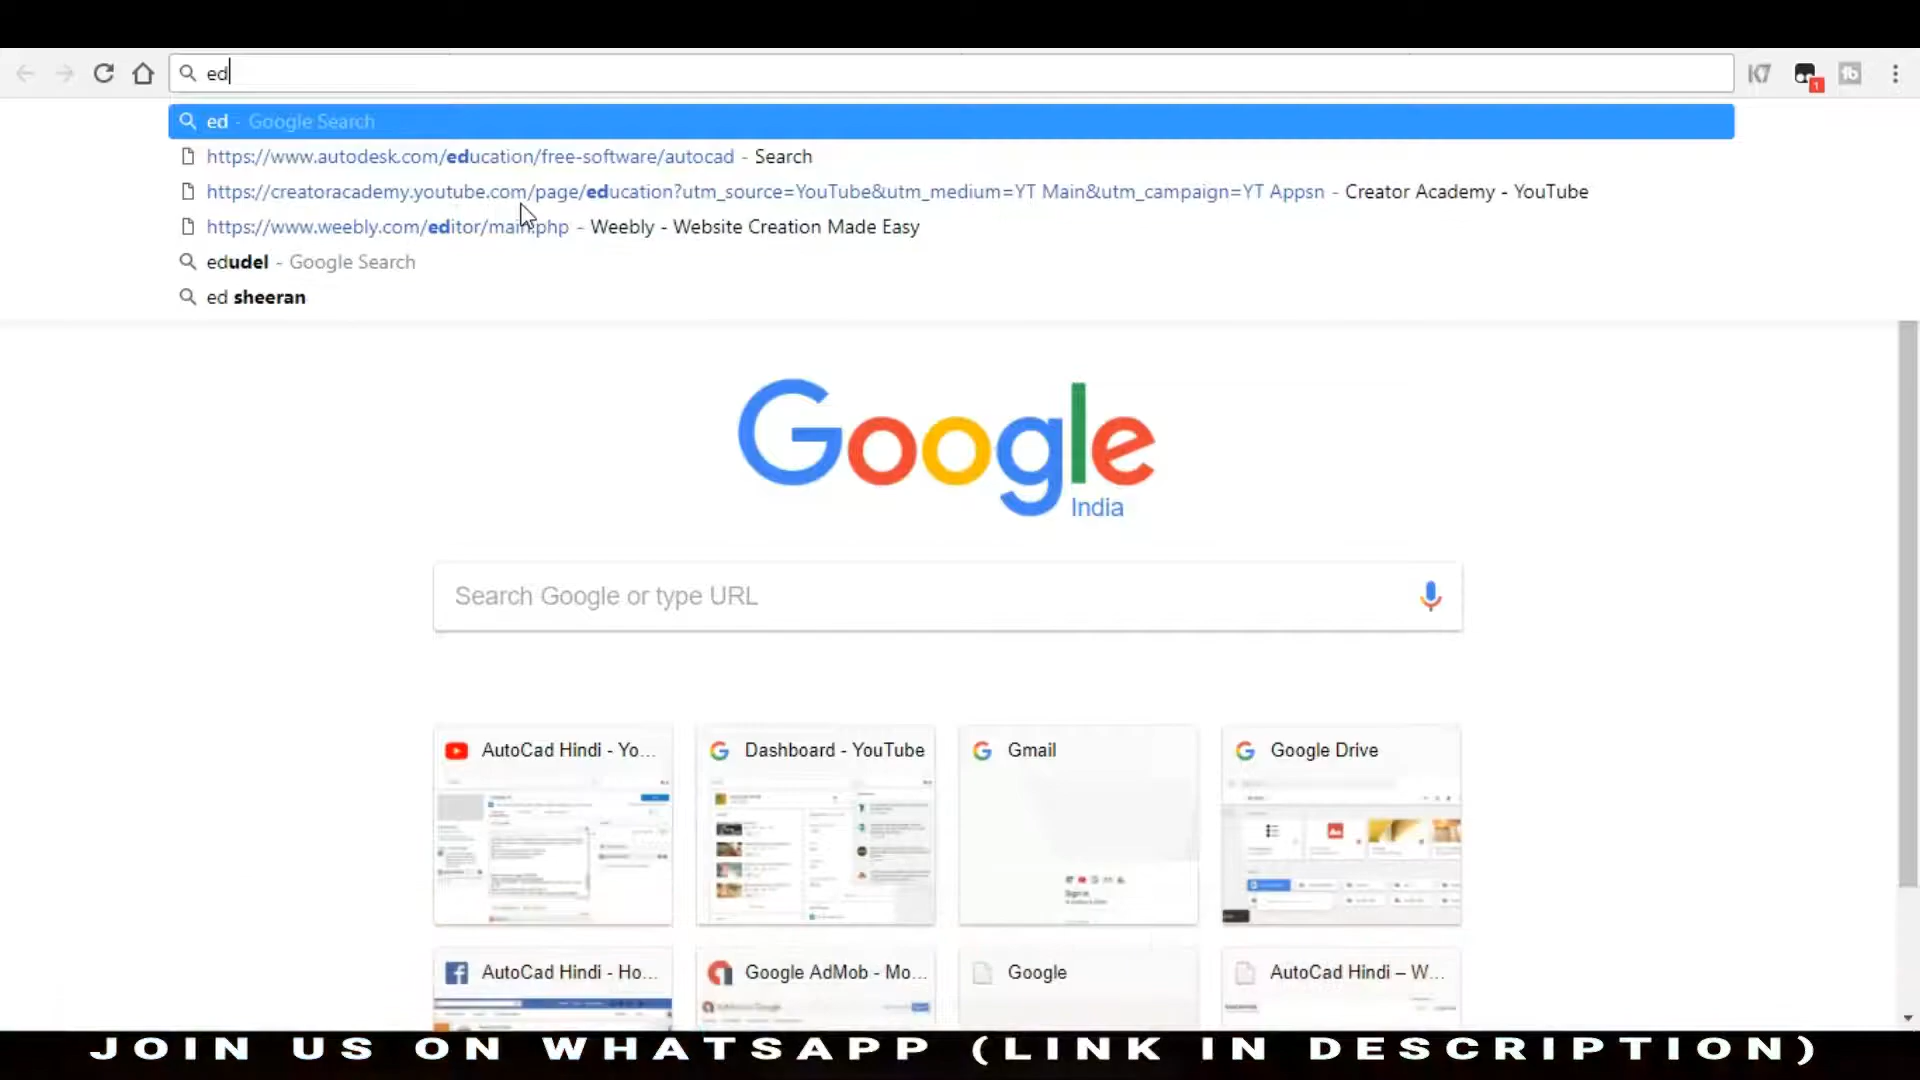 ed
ed - Google Search
https://www.autodesk.com/education/free-software/autocad - Search
https://creatoracademy.youtube.com/page/education?utm_source=YouTube&utm_medium=YT Main&utm_campaign=YT Appsn - Creator Academy - YouTube
https://www.weebly.com/editor/main.php - Weebly - Website Creation Made Easy
edudel - Google Search
ed sheeran
Google
India
Search Google or type URL
AutoCad Hindi - Yo...
Dashboard - YouTube
Gmail
Google Drive
AutoCad Hindi - Ho...
Google AdMob - Mo...
Google
AutoCad Hindi – W...
JOIN US ON WHATSAPP (LINK IN DESCRIPTION)